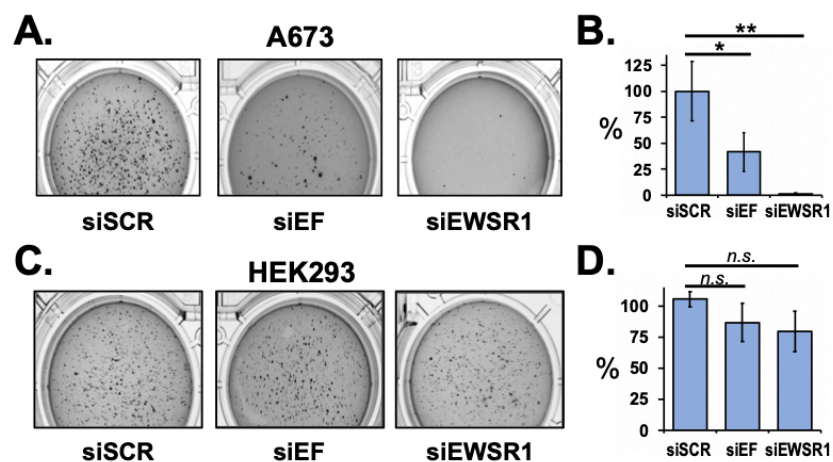 A.
A673
siSCR
siEF
siEWSR1
B.
**
*
%
125
100
75
50
25
0
siSCR
siEF
siEWSR1
C.
HEK293
siSCR
siEF
siEWSR1
D.
n.s.
n.s.
%
100
75
50
25
0
siSCR
siEF
siEWSR1